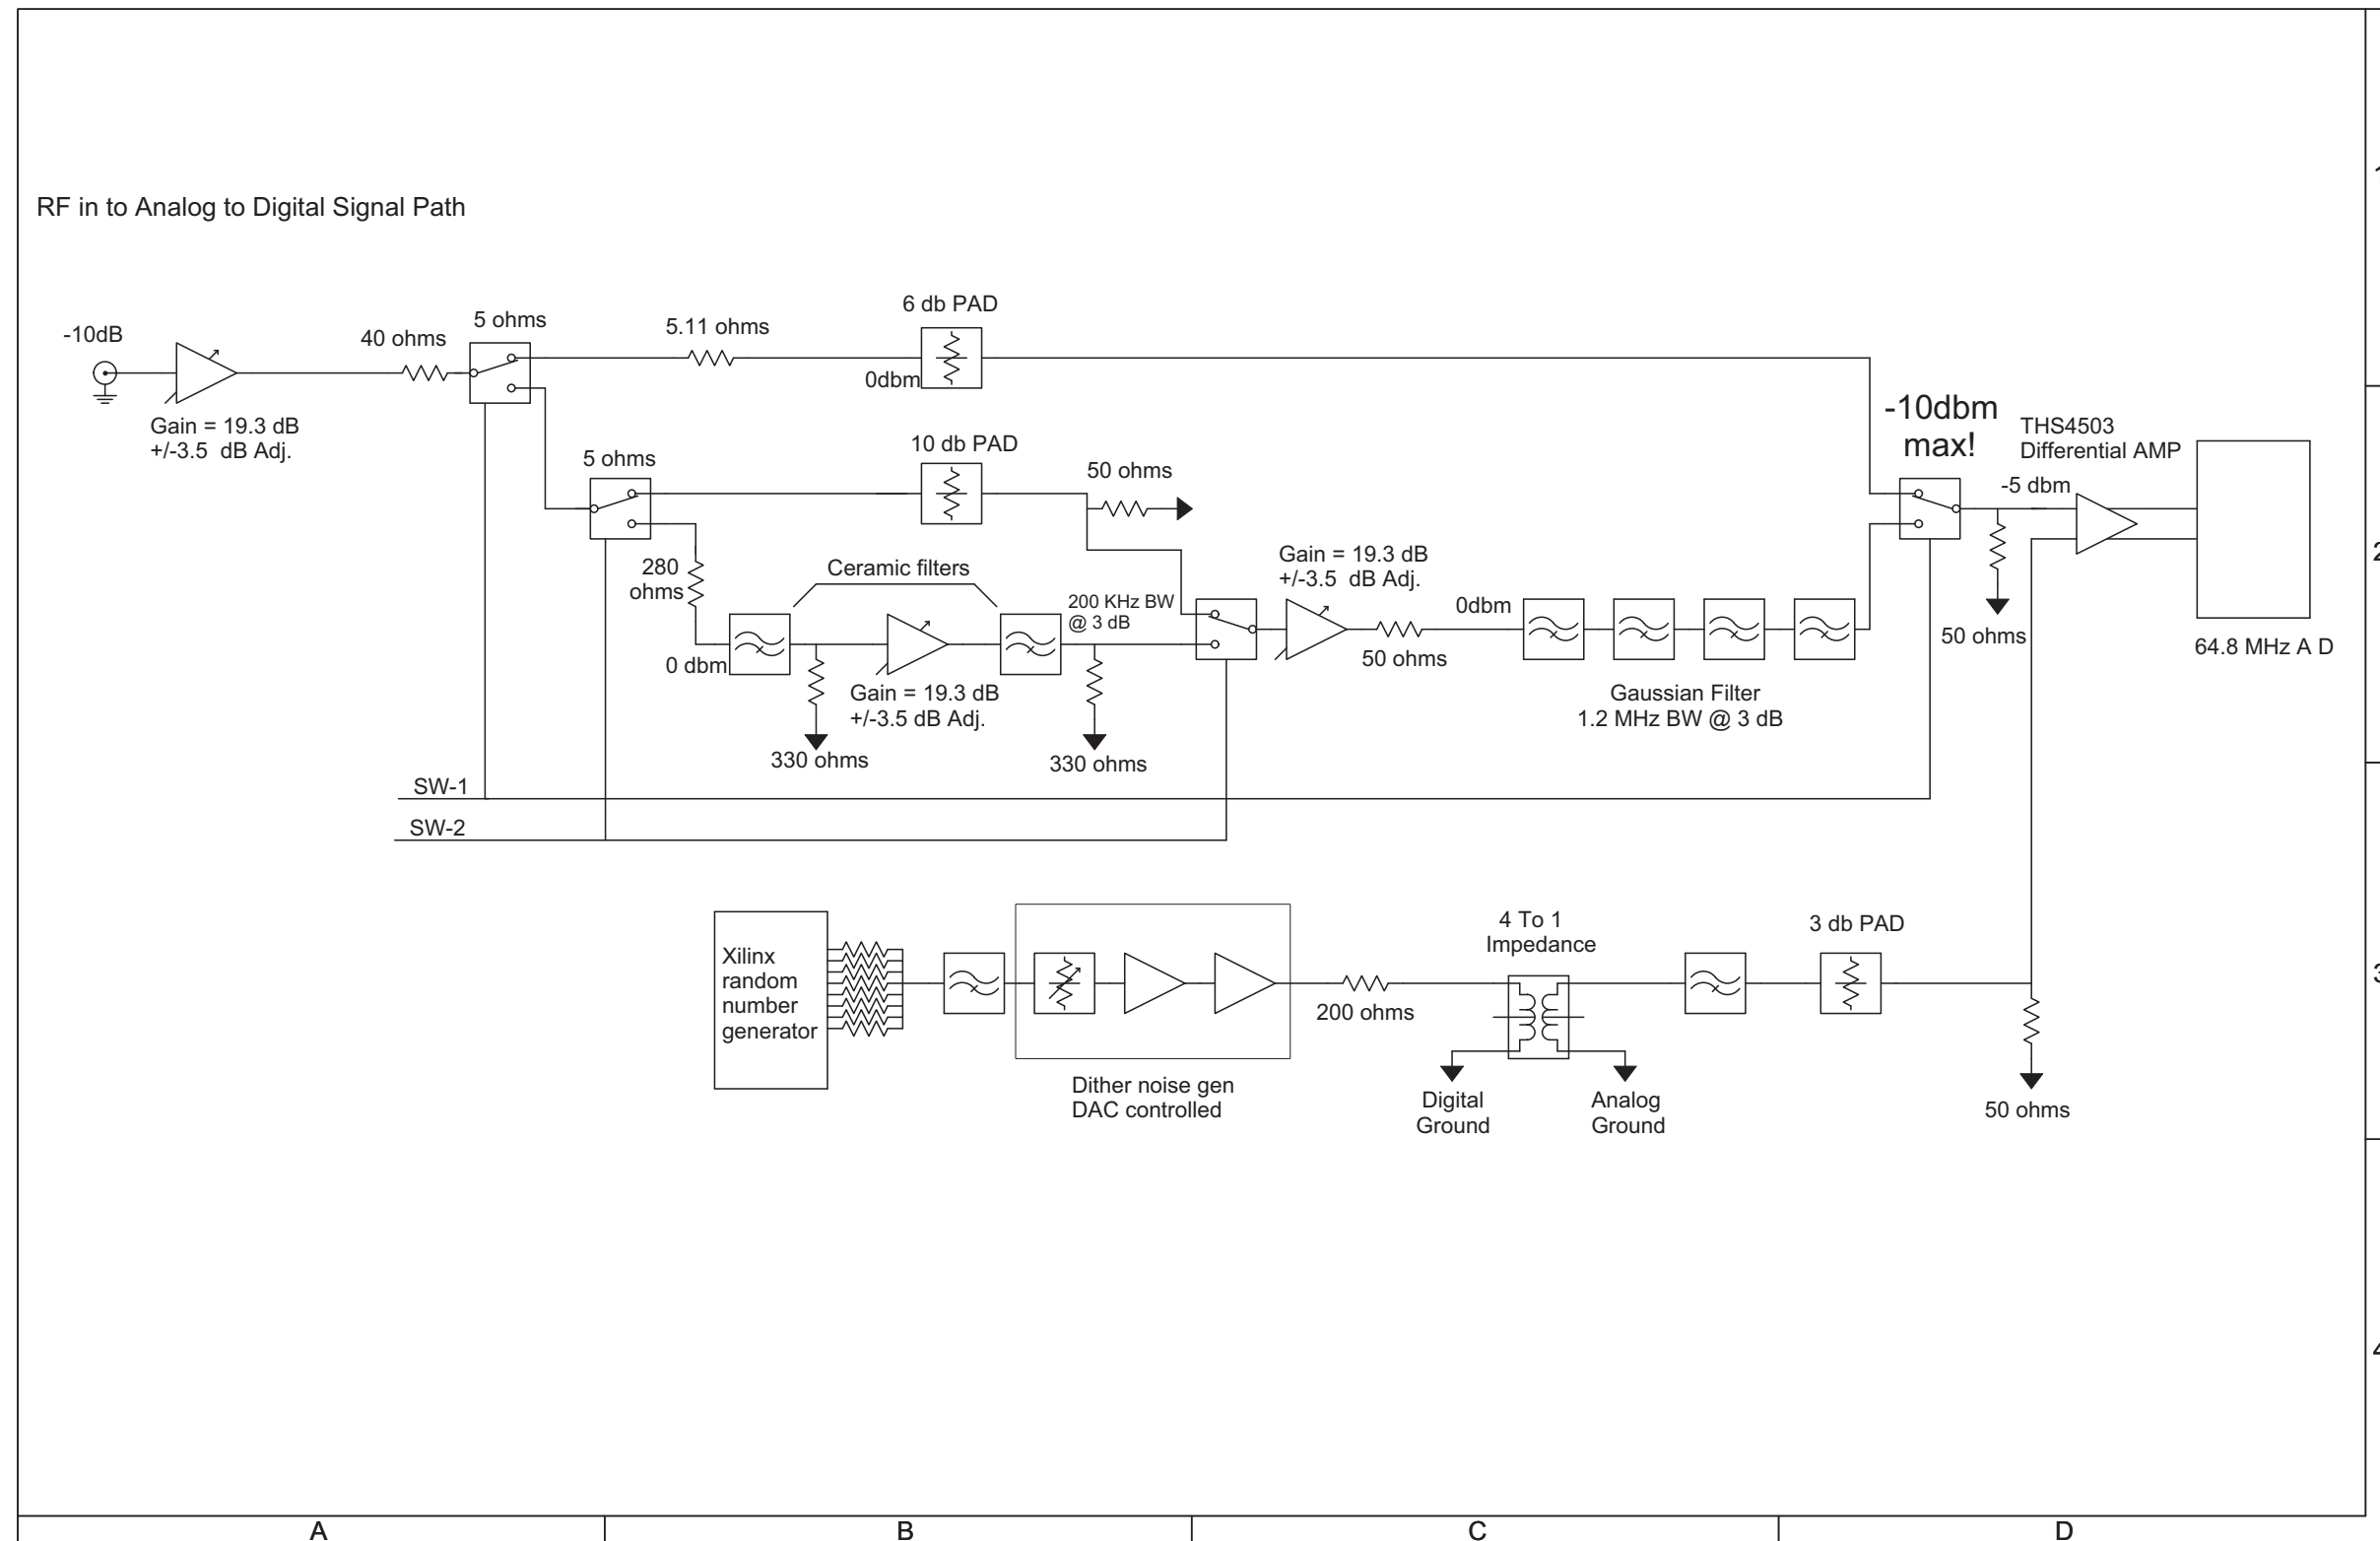 RF in to Analog to Digital Signal Path
-10dB
Gain = 19.3 dB
+/-3.5  dB Adj.
40 ohms
5 ohms
5.11 ohms
6 db PAD
0dbm
5 ohms
10 db PAD
50 ohms
280
ohms
Ceramic filters
0 dbm
Gain = 19.3 dB
+/-3.5 dB Adj.
200 KHz BW
@ 3 dB
330 ohms
330 ohms
Gain = 19.3 dB
+/-3.5  dB Adj.
50 ohms
0dbm
Gaussian Filter
1.2 MHz BW @ 3 dB
-10dbm
max!
THS4503
Differential AMP
-5 dbm
50 ohms
64.8 MHz A D
SW-1
SW-2
Xilinx
random
number
generator
Dither noise gen
DAC controlled
200 ohms
4 To 1
Impedance
Digital
Ground
Analog
Ground
3 db PAD
50 ohms
A
B
C
D
2
3